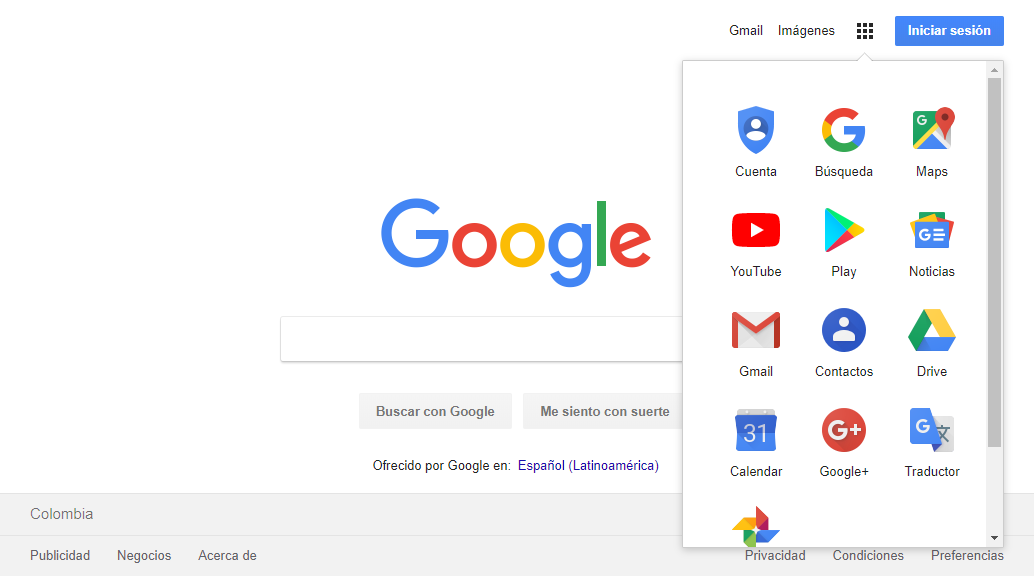 Gmail Imágenes Iniciar sesión
Cuenta Búsqueda G Maps
Google
YouTube Play G Noticias
Gmail Contactos Drive
Buscar con Google Me siento con suerte
31 Calendar G+ Google+ G 文 Traductor
Ofrecido por Google en: Español (Latinoamérica)
Colombia
Publicidad Negocios Acerca de Privacidad Condiciones Preferencias